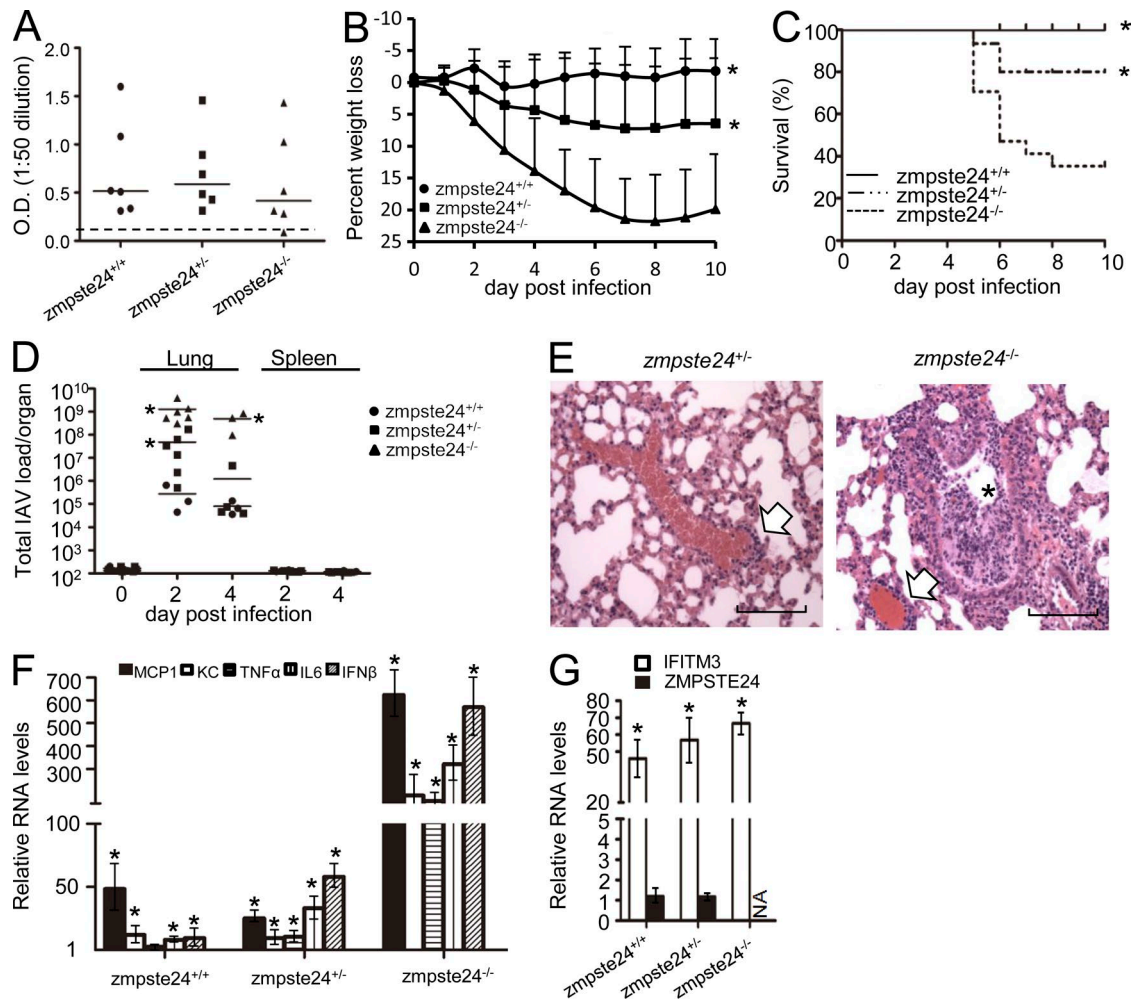 A
O.D. (1:50 dilution)
2.0
1.5
1.0
0.5
0.0
zmpste24+/+
zmpste24+/-
zmpste24-/-
B
Percent weight loss
-10
-5
0
5
10
15
20
25
zmpste24+/+
zmpste24+/-
zmpste24-/-
*
*
0 2 4 6 8 10
day post infection
C
Survival (%)
100
80
60
40
20
0
*
*
zmpste24+/+
zmpste24+/-
zmpste24-/-
0 2 4 6 8 10
day post infection
D
Lung Spleen
Total IAV load/organ
10^10
10^9
10^8
10^7
10^6
10^5
10^4
10^3
10^2
*
*
*
zmpste24+/+
zmpste24+/-
zmpste24-/-
0 2 4 2 4
day post infection
E
zmpste24+/- zmpste24-/-
*
F
MCP1 KC TNFα IL6 IFNβ
Relative RNA levels
700
600
500
400
300
100
50
1
* * * *
* * * * *
* * * * *
zmpste24+/+ zmpste24+/- zmpste24-/-
G
IFITM3
ZMPSTE24
Relative RNA levels
80
70
60
50
20
5
4
3
2
1
0
* * *
NA
zmpste24+/+
zmpste24+/-
zmpste24-/-